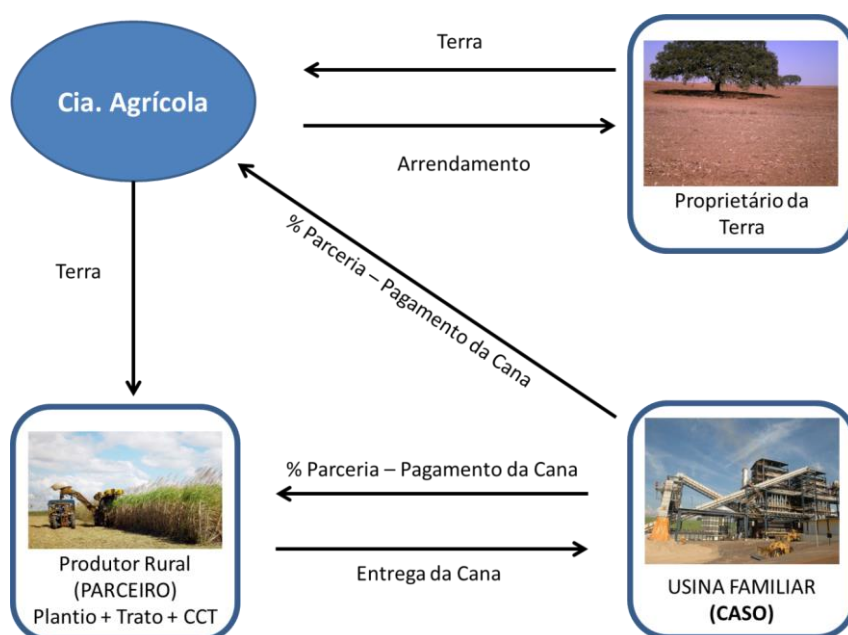 Terra
Cia. Agrícola
Arrendamento
Proprietário da
Terra
% Parceria – Pagamento da Cana
Terra
% Parceria – Pagamento da Cana
Entrega da Cana
Produtor Rural
(PARCEIRO)
Plantio + Trato + CCT
USINA FAMILIAR
(CASO)